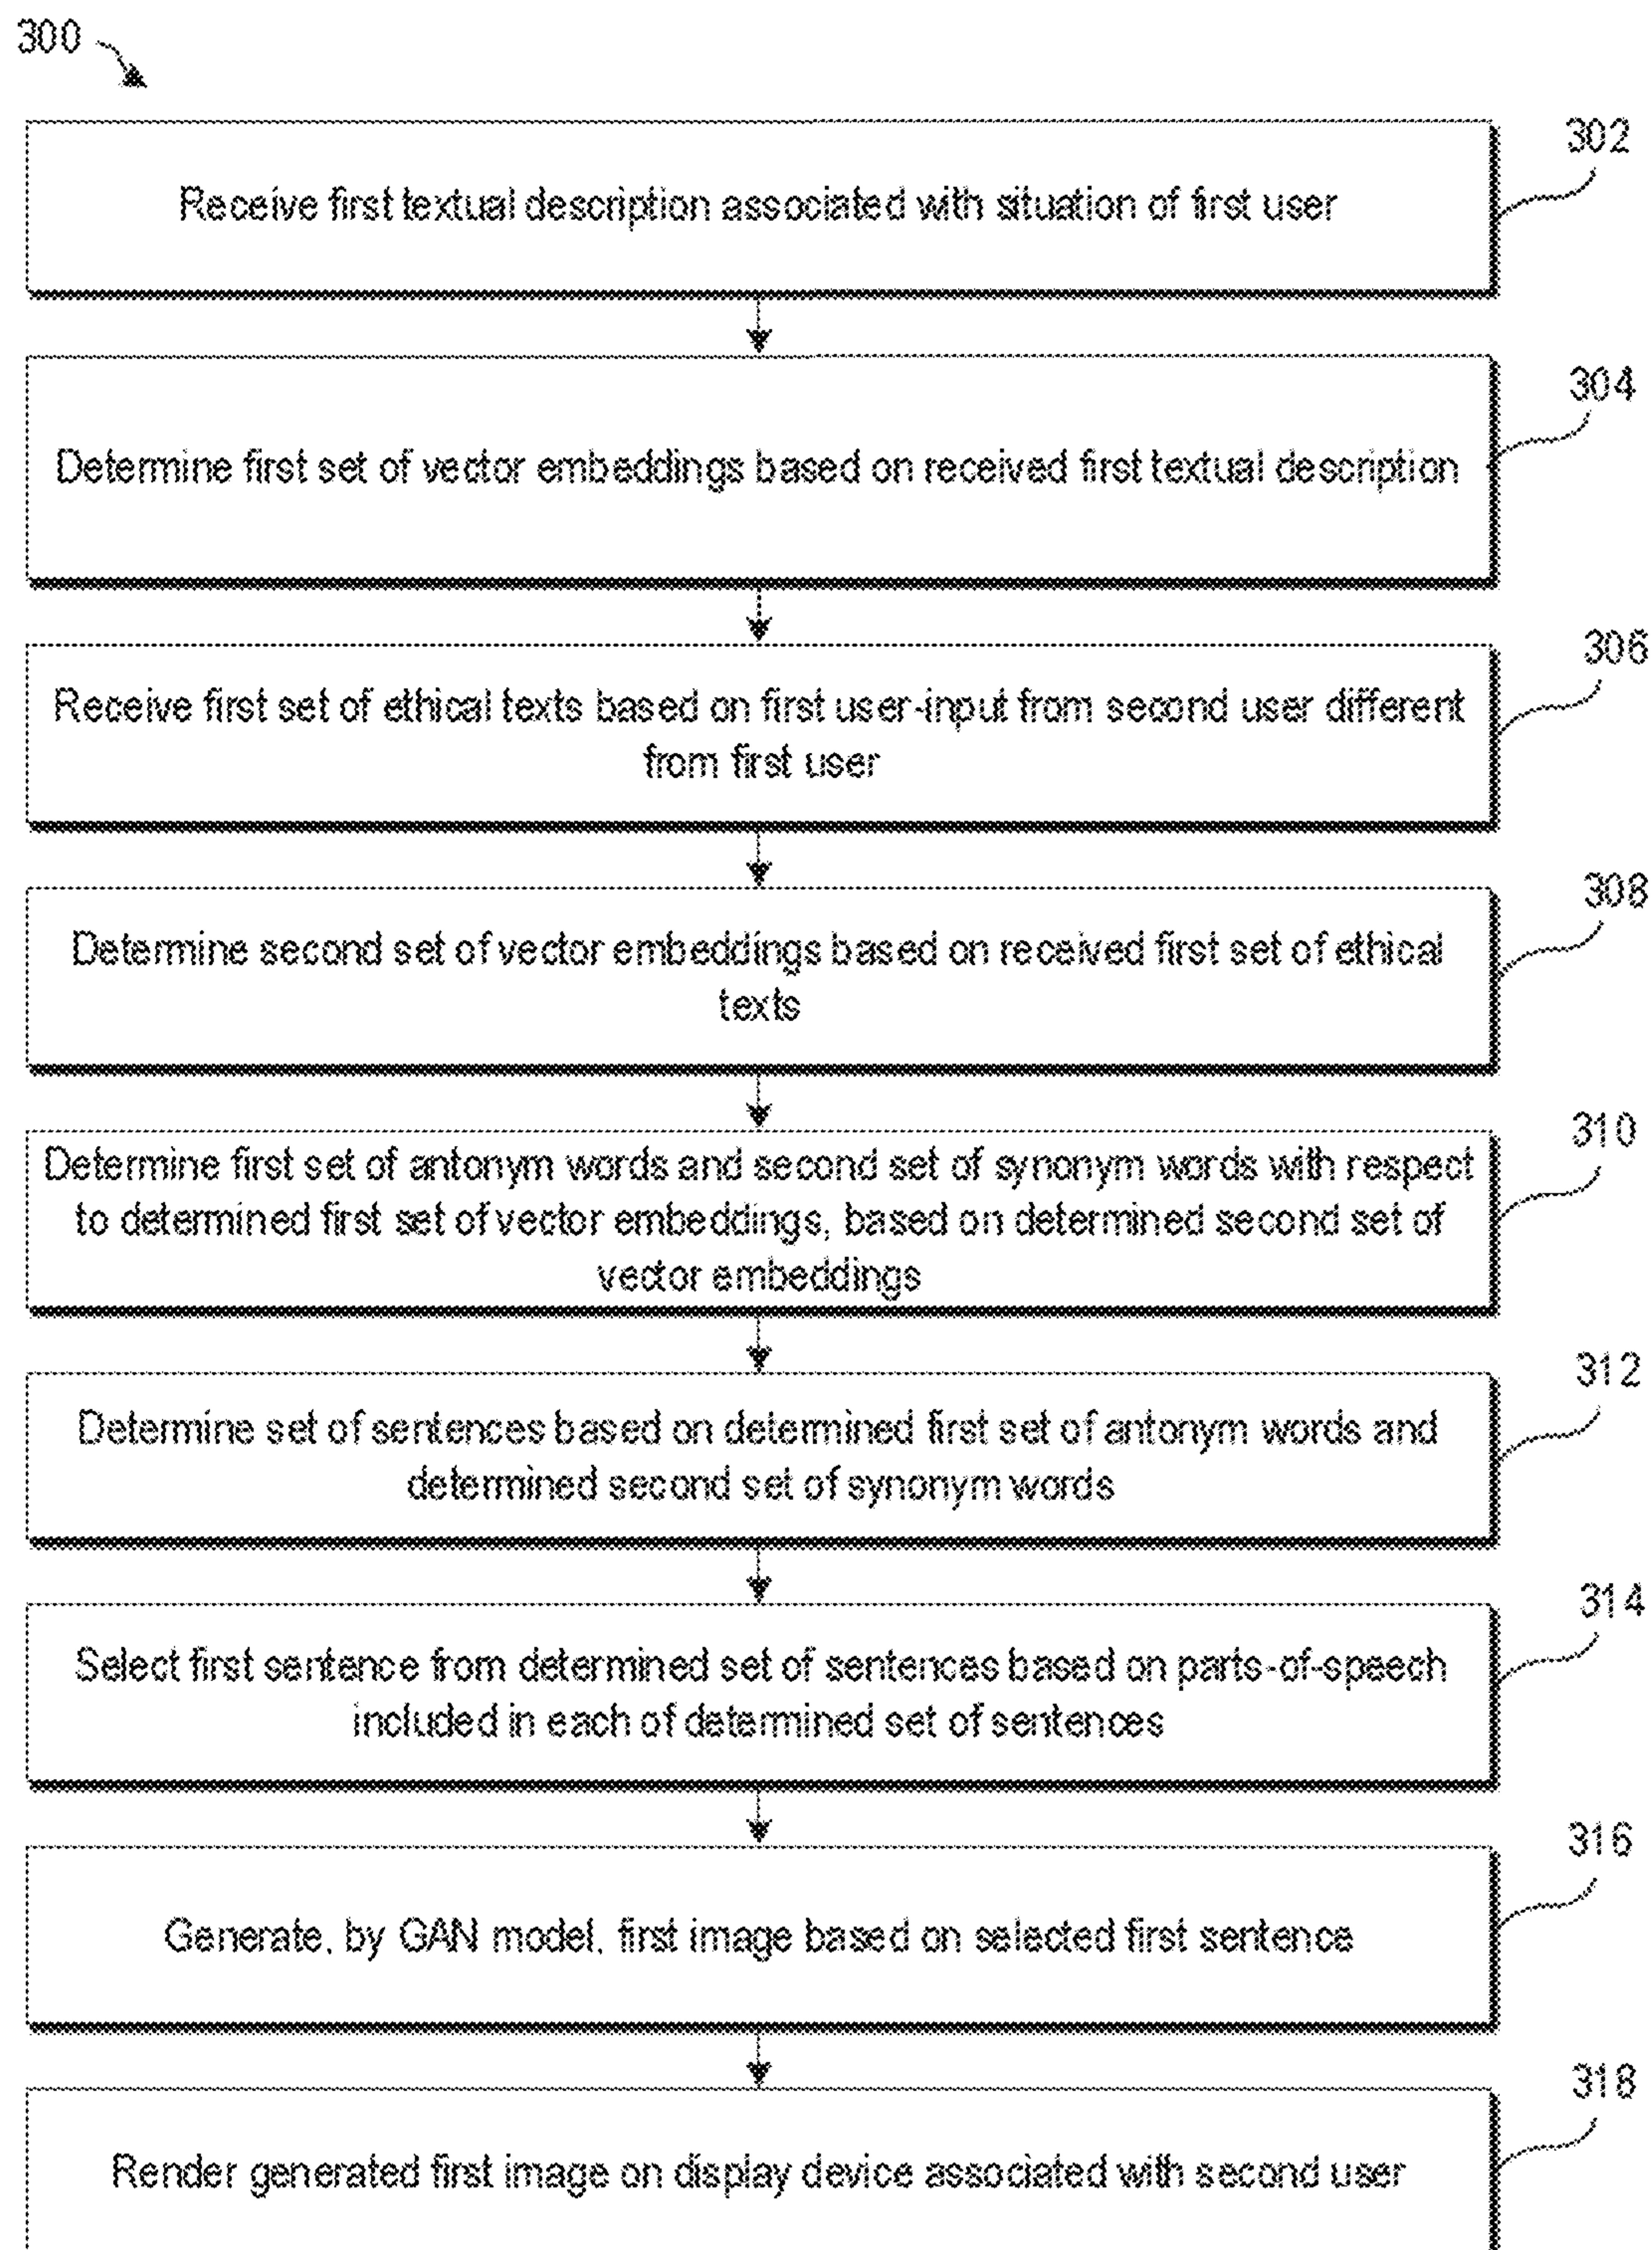 300
302
Receive first textual description associated with situation of first user
304
Determine first set of vector embeddings based on received first textual description
306
Receive first set of ethical texts based on first user-input from second user different
from first user
308
Determine second set of vector embeddings based on received first set of ethical
texts
310
Determine first set of antonym words and second set of synonym words with respect
to determined first set of vector embeddings, based on determined second set of
vector embeddings
312
Determine set of sentences based on determined first set of antonym words and
determined second set of synonym words
314
Select first sentence from determined set of sentences based on parts-of-speech
included in each of determined set of sentences
316
Generate, by GAN model, first image based on selected first sentence
318
Render generated first image on display device associated with second user